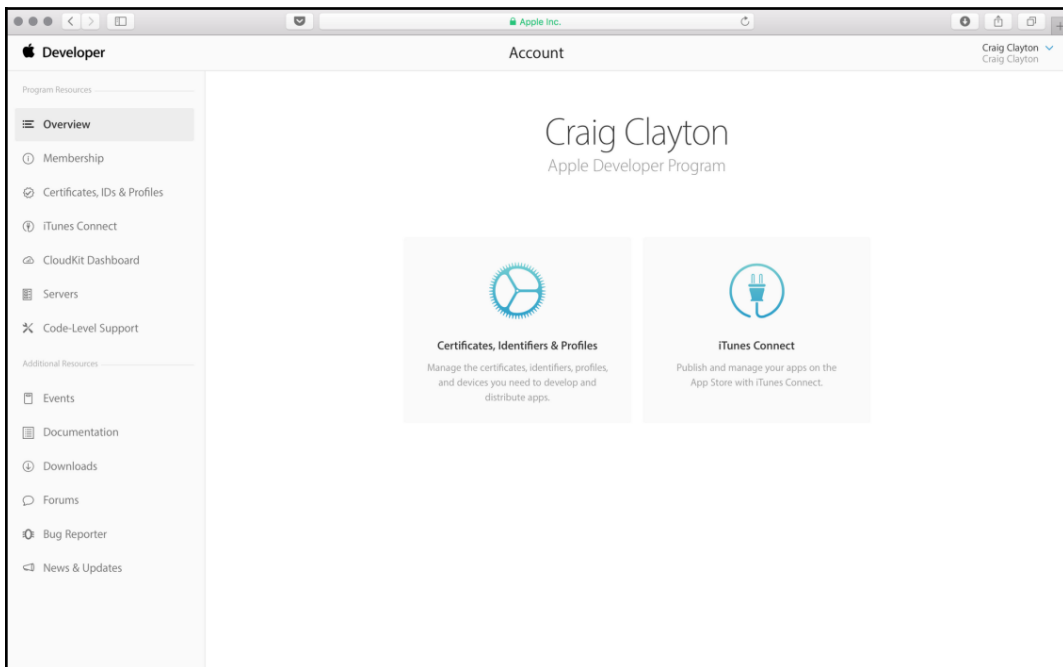 Apple Inc.
Developer
Account
Craig Clayton
Craig Clayton
Program Resources
Overview
Membership
Certificates, IDs & Profiles
iTunes Connect
CloudKit Dashboard
Servers
Code-Level Support
Additional Resources
Events
Documentation
Downloads
Forums
Bug Reporter
News & Updates
Craig Clayton
Apple Developer Program
Certificates, Identifiers & Profiles
Manage the certificates, identifiers, profiles,
and devices you need to develop and
distribute apps.
iTunes Connect
Publish and manage your apps on the
App Store with iTunes Connect.